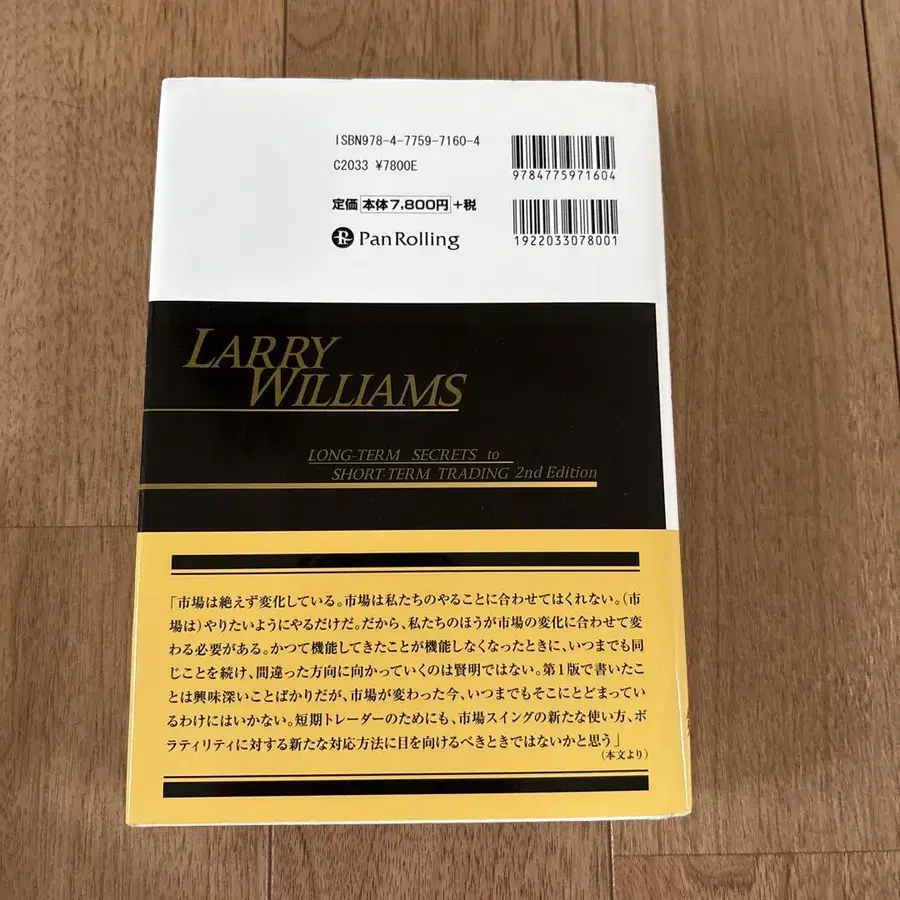 ISBN978-4-7759-7160-4
C2033 ¥7800E
9784775971604
定価 本体7,800円 +税
1922033078001
PanRolling
LARRY
WILLIAMS
LONG-TERM SECRETS to
SHORT-TERM TRADING 2nd Edition
「市場は絶えず変化している。市場は私たちのやることに合わせてはくれない。(市
場は)やりたいようにやるだけだ。だから、私たちのほうが市場の変化に合わせて変
わる必要がある。かつて機能してきたことが機能しなくなったときに、いつまでも同
じことを続け、間違った方向に向かっていくのは賢明ではない。第1版で書いたこ
とは興味深いことばかりだが、市場が変わった今、いつまでもそこにとどまってい
るわけにはいかない。短期トレーダーのためにも、市場スイングの新たな使い方、ボ
ラティリティに対する新たな対応方法に目を向けるべきときではないかと思う」
(本文より)